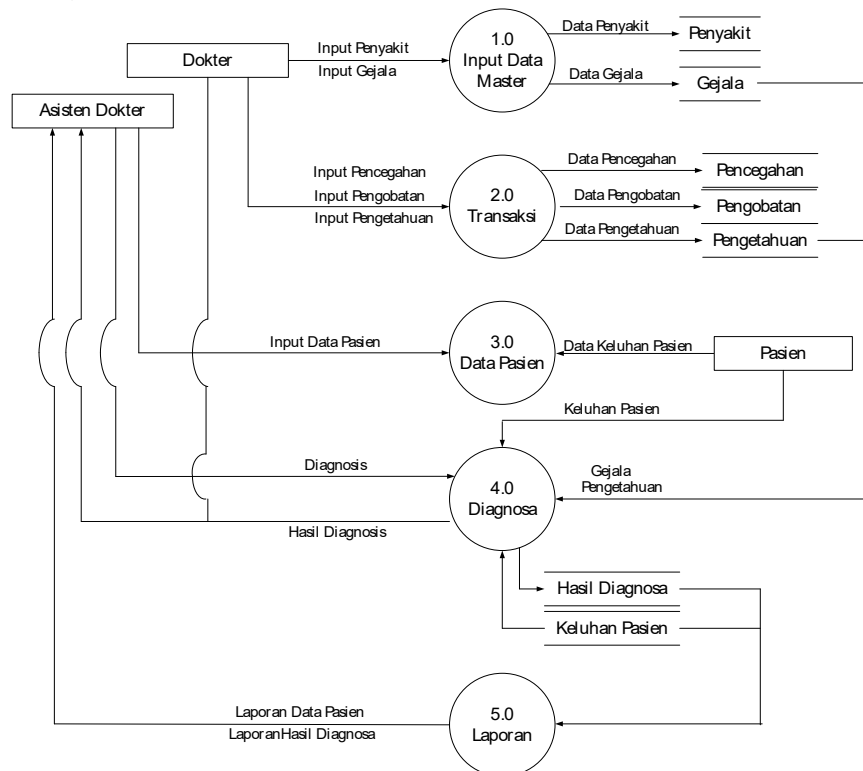 Dokter
Input Penyakit
Input Gejala
1.0
Input Data
Master
Data Penyakit
Penyakit
Data Gejala
Gejala
Asisten Dokter
Input Pencegahan
Input Pengobatan
Input Pengetahuan
2.0
Transaksi
Data Pencegahan
Pencegahan
Data Pengobatan
Pengobatan
Data Pengetahuan
Pengetahuan
Input Data Pasien
3.0
Data Pasien
Data Keluhan Pasien
Pasien
Keluhan Pasien
Diagnosis
4.0
Diagnosa
Gejala
Pengetahuan
Hasil Diagnosis
Hasil Diagnosa
Keluhan Pasien
Laporan Data Pasien
LaporanHasil Diagnosa
5.0
Laporan